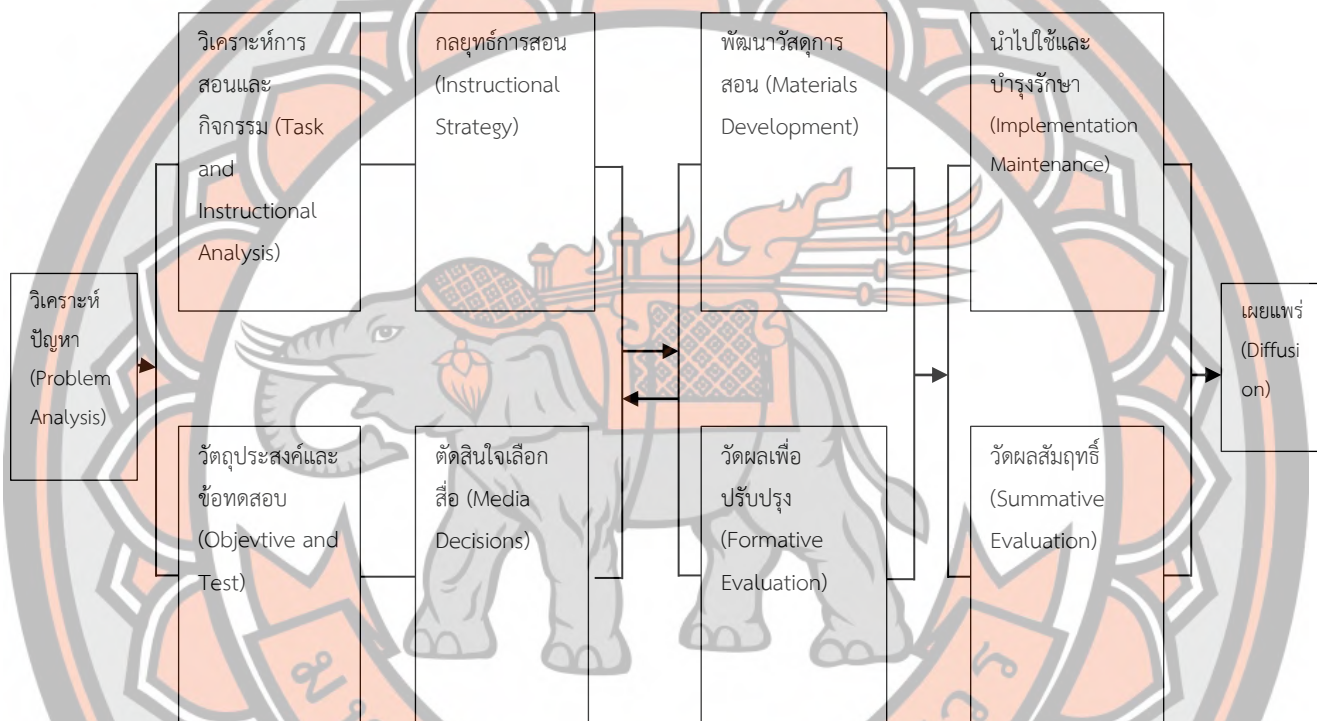 วิเคราะห์การ
สอนและ
กิจกรรม (Task
and
Instructional
Analysis)
กลยุทธ์การสอน
(Instructional
Strategy)
พัฒนาวัสดุการ
สอน (Materials
Development)
นำไปใช้และ
บำรุงรักษา
(Implementation
Maintenance)
วิเคราะห์
ปัญหา
(Problem
Analysis)
เผยแพร่
(Diffusi
on)
วัตถุประสงค์และ
ข้อทดสอบ
(Objevtive and
Test)
ตัดสินใจเลือก
สื่อ (Media
Decisions)
วัดผลเพื่อ
ปรับปรุง
(Formative
Evaluation)
วัดผลสัมฤทธิ์
(Summative
Evaluation)